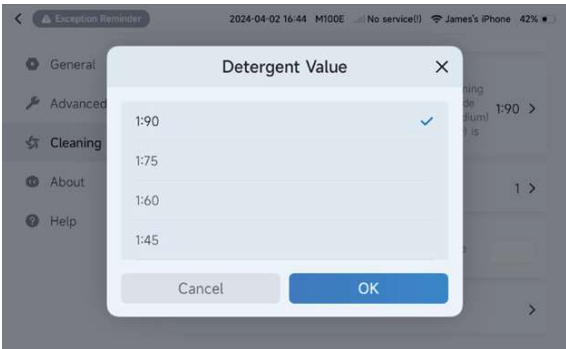 Exception Reminder
2024-04-02 16:44 M100E No service(!) James's iPhone 42%
General
Advanced
Cleaning
About
Help
Detergent Value
1:90
1:75
1:60
1:45
Cancel
OK
1:90
is
1